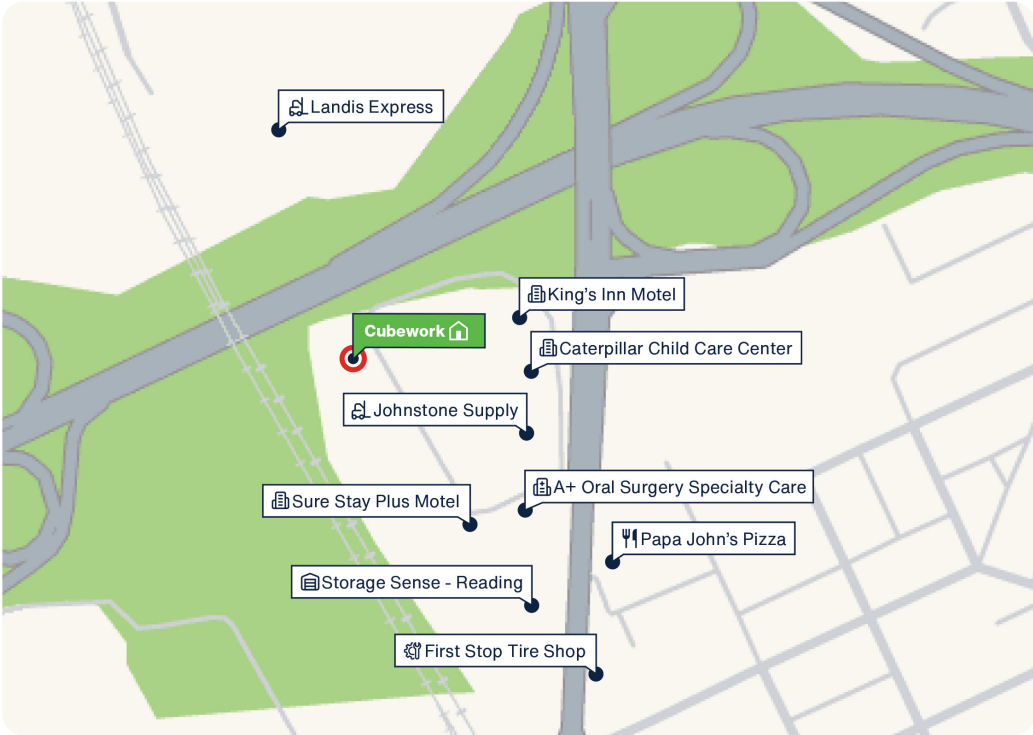 Landis Express
King's Inn Motel
Cubework
Caterpillar Child Care Center
Johnstone Supply
A+ Oral Surgery Specialty Care
Sure Stay Plus Motel
Papa John's Pizza
Storage Sense - Reading
First Stop Tire Shop